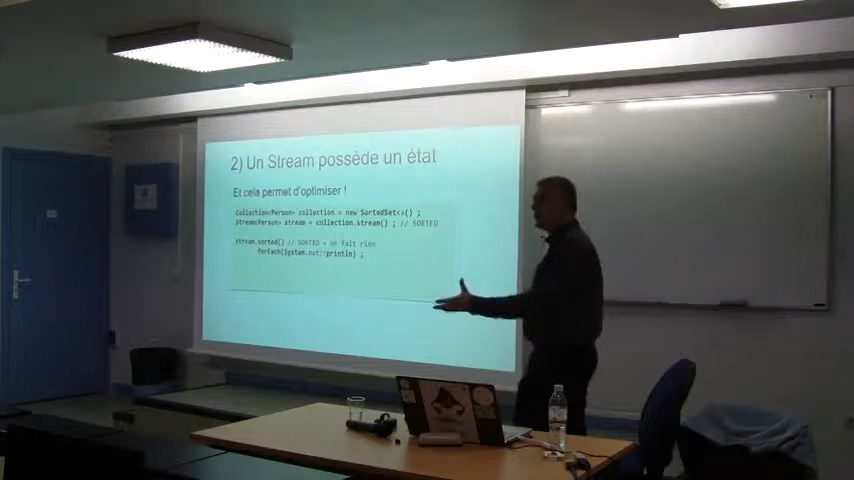 2) Un Stream possède un état
Et cela permet d'optimiser !
Collection<Person> collection = new SortedSet<>() ;
Stream<Person> stream = collection.stream() ; // SORTED
stream.sorted() // SORTED = ne fait rien
forEach(System.out::println) ;